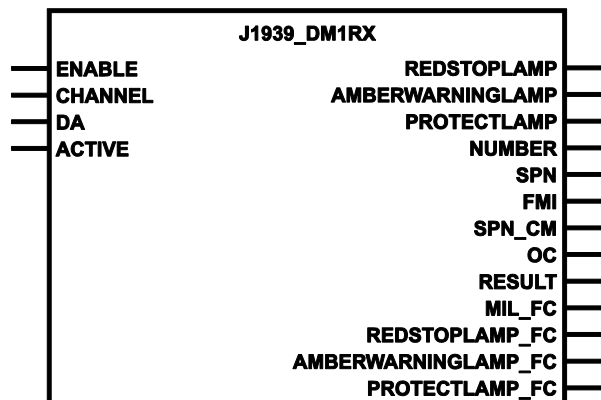 J1939_DM1RX
ENABLE REDSTOPLAMP
CHANNEL AMBERWARNINGLAMP
DA PROTECTLAMP
ACTIVE NUMBER
SPN
FMI
SPN_CM
OC
RESULT
MIL_FC
REDSTOPLAMP_FC
AMBERWARNINGLAMP_FC
PROTECTLAMP_FC